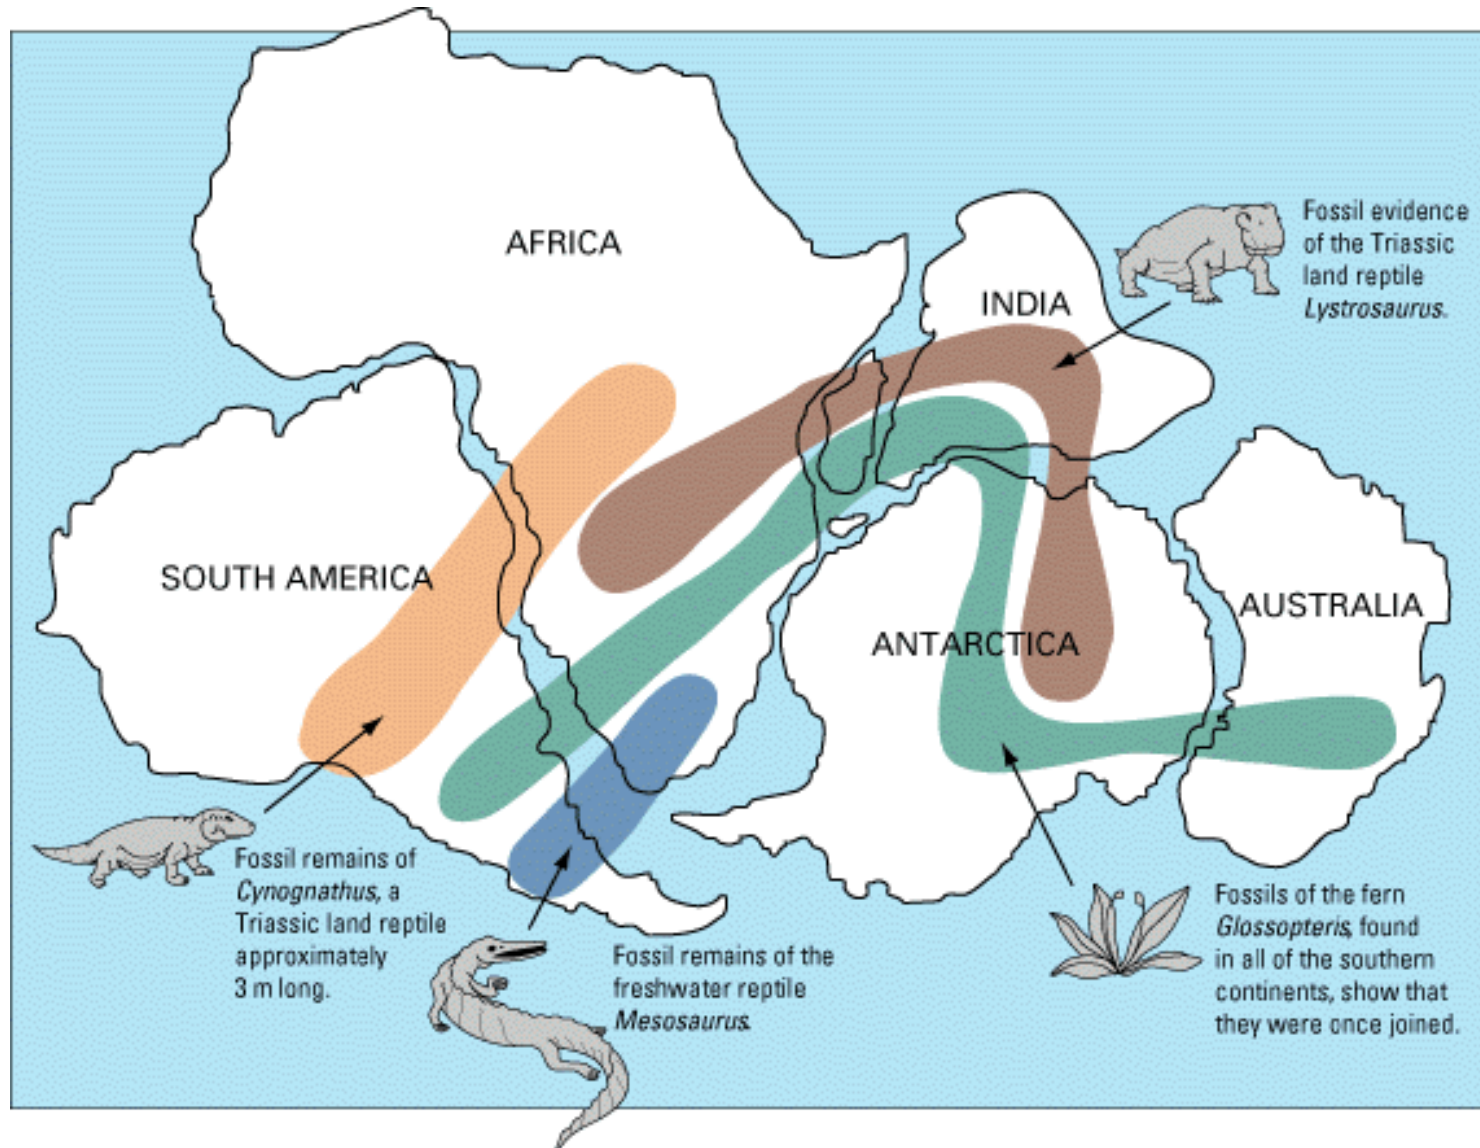 AFRICA
INDIA
Fossil evidence
of the Triassic
land reptile
Lystrosaurus.
SOUTH AMERICA
ANTARCTICA
AUSTRALIA
Fossil remains of
Cynognathus, a
Triassic land reptile
approximately
3 m long.
Fossil remains of the
freshwater reptile
Mesosaurus.
Fossils of the fern
Glossopteris, found
in all of the southern
continents, show that
they were once joined.